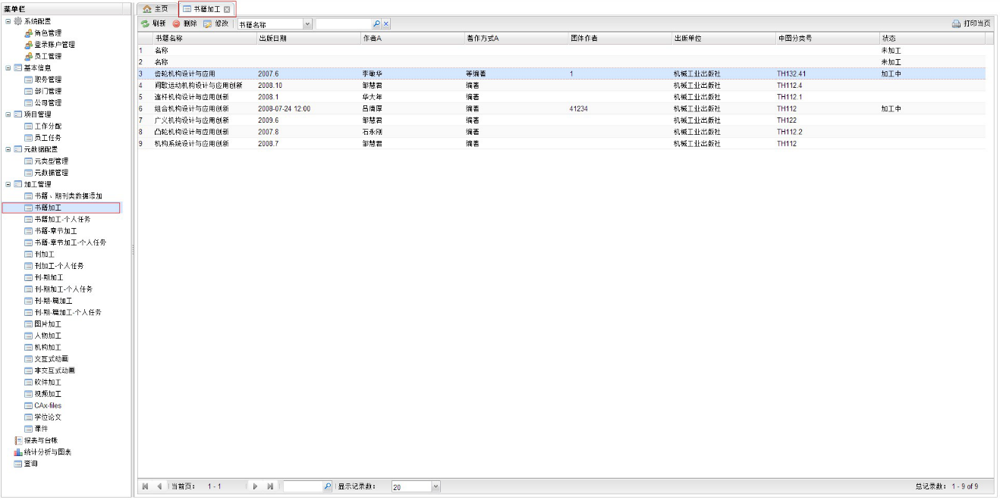 菜单栏
系统配置
角色管理
登录账户管理
员工管理
基本信息
职务管理
部门管理
公司管理
项目管理
工作分配
员工任务
元数据配置
元类型管理
元数据管理
加工管理
书籍、期刊类数据添加
书籍加工
书籍加工-个人任务
书籍-章节加工
书籍-章节加工-个人任务
刊加工
刊加工-个人任务
刊-期加工
刊-期加工-个人任务
刊-期-篇加工
刊-期-篇加工-个人任务
图片加工
人物加工
机构加工
交互式动画
非交互式动画
软件加工
视频加工
CAx-files
学位论文
课件
报表与台帐
统计分析与图表
查询
主页 书籍加工
刷新 删除 修改 书籍名称 打印当页
书籍名称 出版日期 作者A 著作方式A 团体作者 出版单位 中图分类号 状态
1 名称 未加工
2 名称 未加工
3 齿轮机构设计与应用 2007.6 李敏华 等编著 1 机械工业出版社 TH132.41 加工中
4 间歇运动机构设计与应用创新 2008.10 邹慧君 编著 机械工业出版社 TH112.4
5 连杆机构设计与应用创新 2008.1 华大年 编著 机械工业出版社 TH112.1
6 组合机构设计与应用创新 2008-07-24 12:00 吕庸厚 编著 41234 机械工业出版社 TH112 加工中
7 广义机构设计与应用创新 2009.6 邹慧君 编著 机械工业出版社 TH122
8 凸轮机构设计与应用创新 2007.8 石永刚 编著 机械工业出版社 TH112.2
9 机构系统设计与应用创新 2008.7 邹慧君 编著 机械工业出版社 TH112
当前页： 1 - 1 显示记录数： 20 总记录数： 1 - 9 of 9